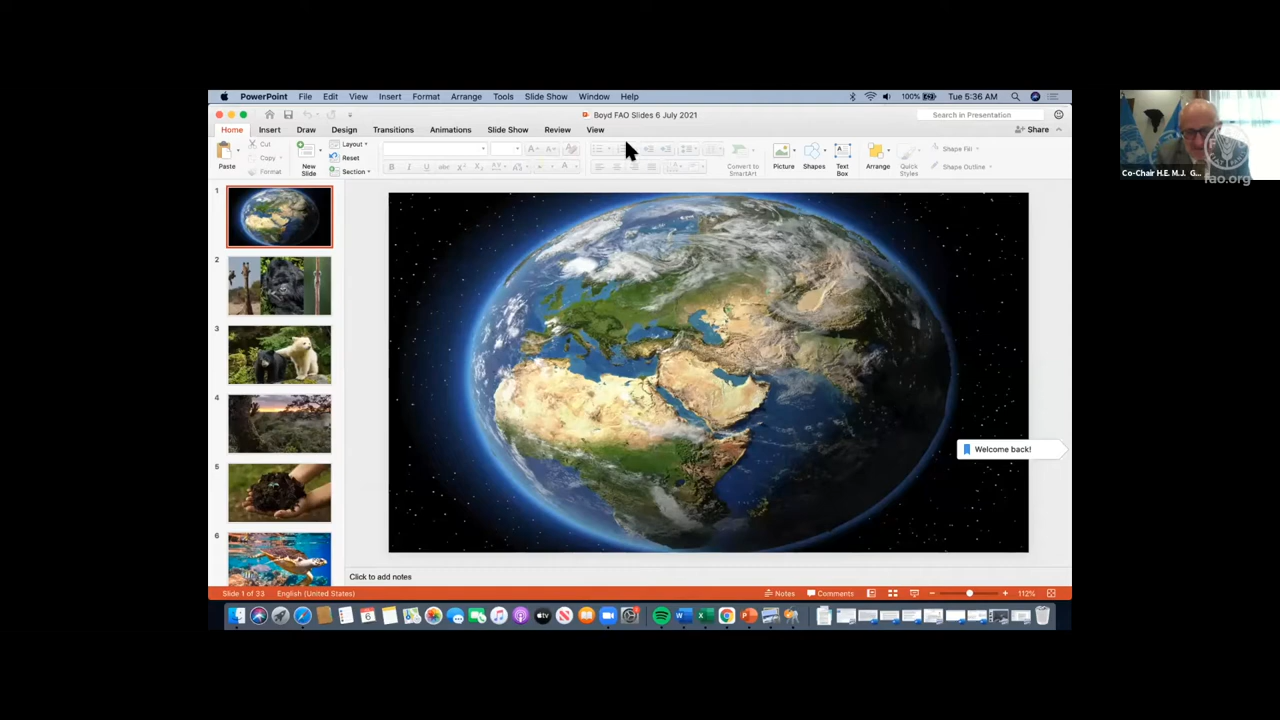 PowerPoint File Edit View Insert Format Arrange Tools Slide Show Window Help 100% Tue 5:36 AM
Boyd FAO Slides 6 July 2021 Search in Presentation
Home Insert Draw Design Transitions Animations Slide Show Review View Share
Paste Cut Copy Format New Slide Layout Reset Section
B I U abc X² X₂ A
Convert to SmartArt Picture Shapes Text Box Arrange Quick Styles Shape Fill Shape Outline
1
2
3
4
5
6
Welcome back!
Click to add notes
Slide 1 of 33 English (United States) Notes Comments 112%
Co-Chair H.E. M.J. G...
fao.org